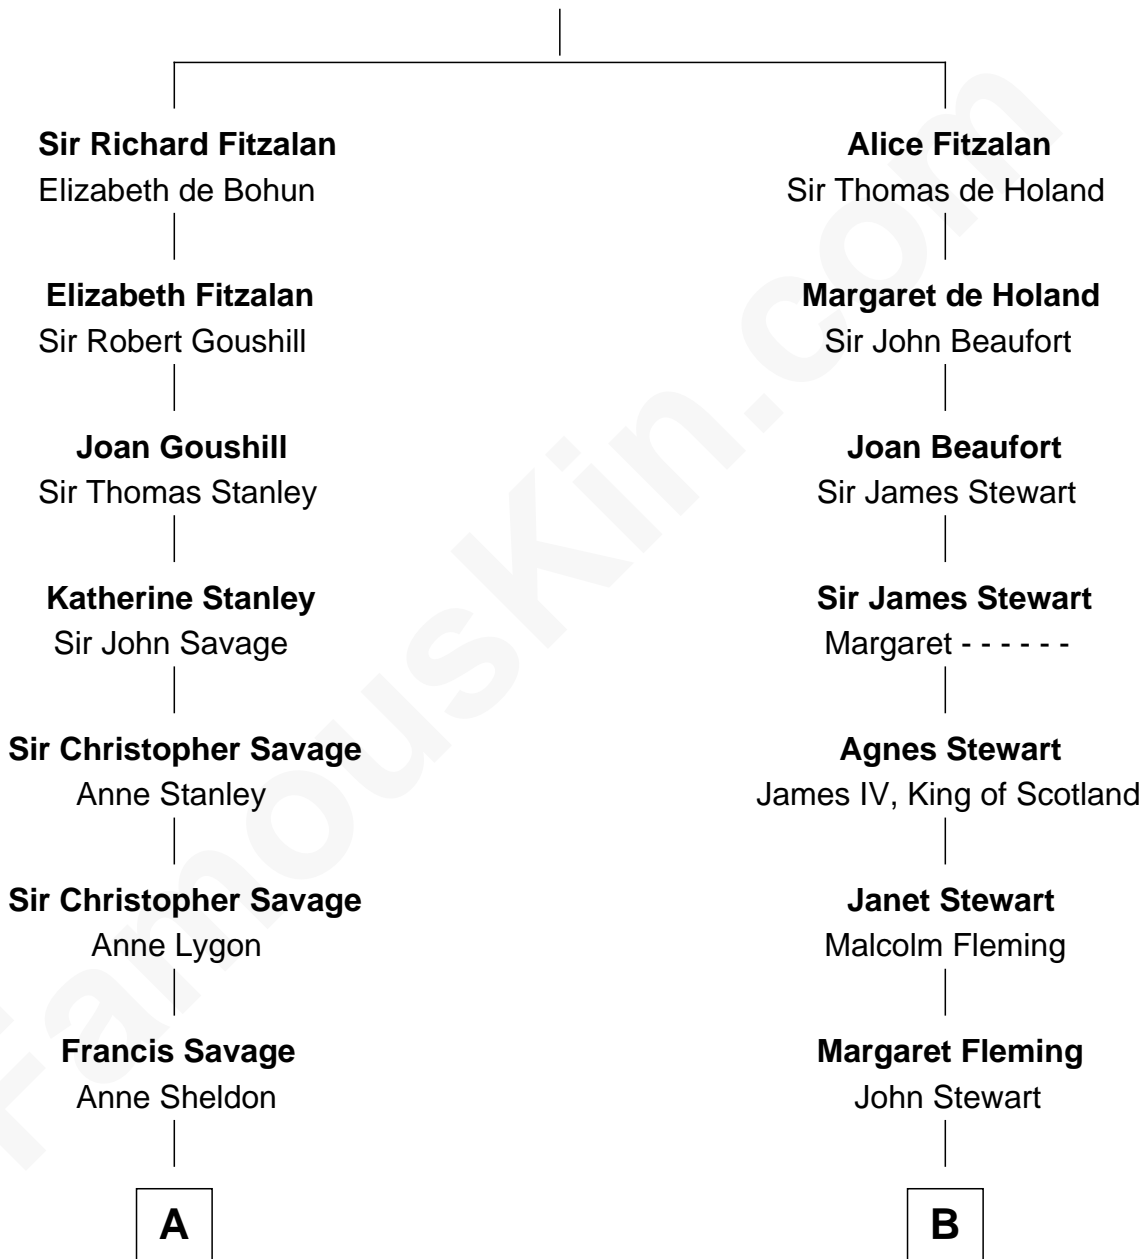 Sir Richard Fitzalan
Elizabeth de Bohun
Elizabeth Fitzalan
Sir Robert Goushill
Joan Goushill
Sir Thomas Stanley
Katherine Stanley
Sir John Savage
Sir Christopher Savage
Anne Stanley
Sir Christopher Savage
Anne Lygon
Francis Savage
Anne Sheldon
A
Alice Fitzalan
Sir Thomas de Holand
Margaret de Holand
Sir John Beaufort
Joan Beaufort
Sir James Stewart
Sir James Stewart
Margaret - - - - - -
Agnes Stewart
James IV, King of Scotland
Janet Stewart
Malcolm Fleming
Margaret Fleming
John Stewart
B
FamousKin.com